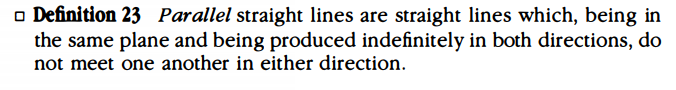 ▫ Definition 23 Parallel straight lines are straight lines which, being in
the same plane and being produced indefinitely in both directions, do
not meet one another in either direction.